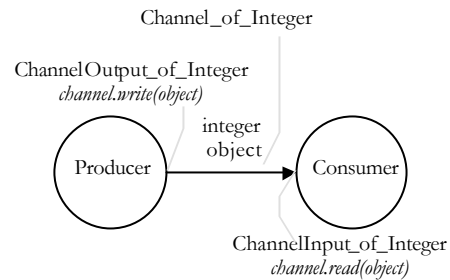 Channel_of_Integer
ChannelOutput_of_Integer
channel.write(object)
integer
object
Producer
Consumer
ChannelInput_of_Integer
channel.read(object)